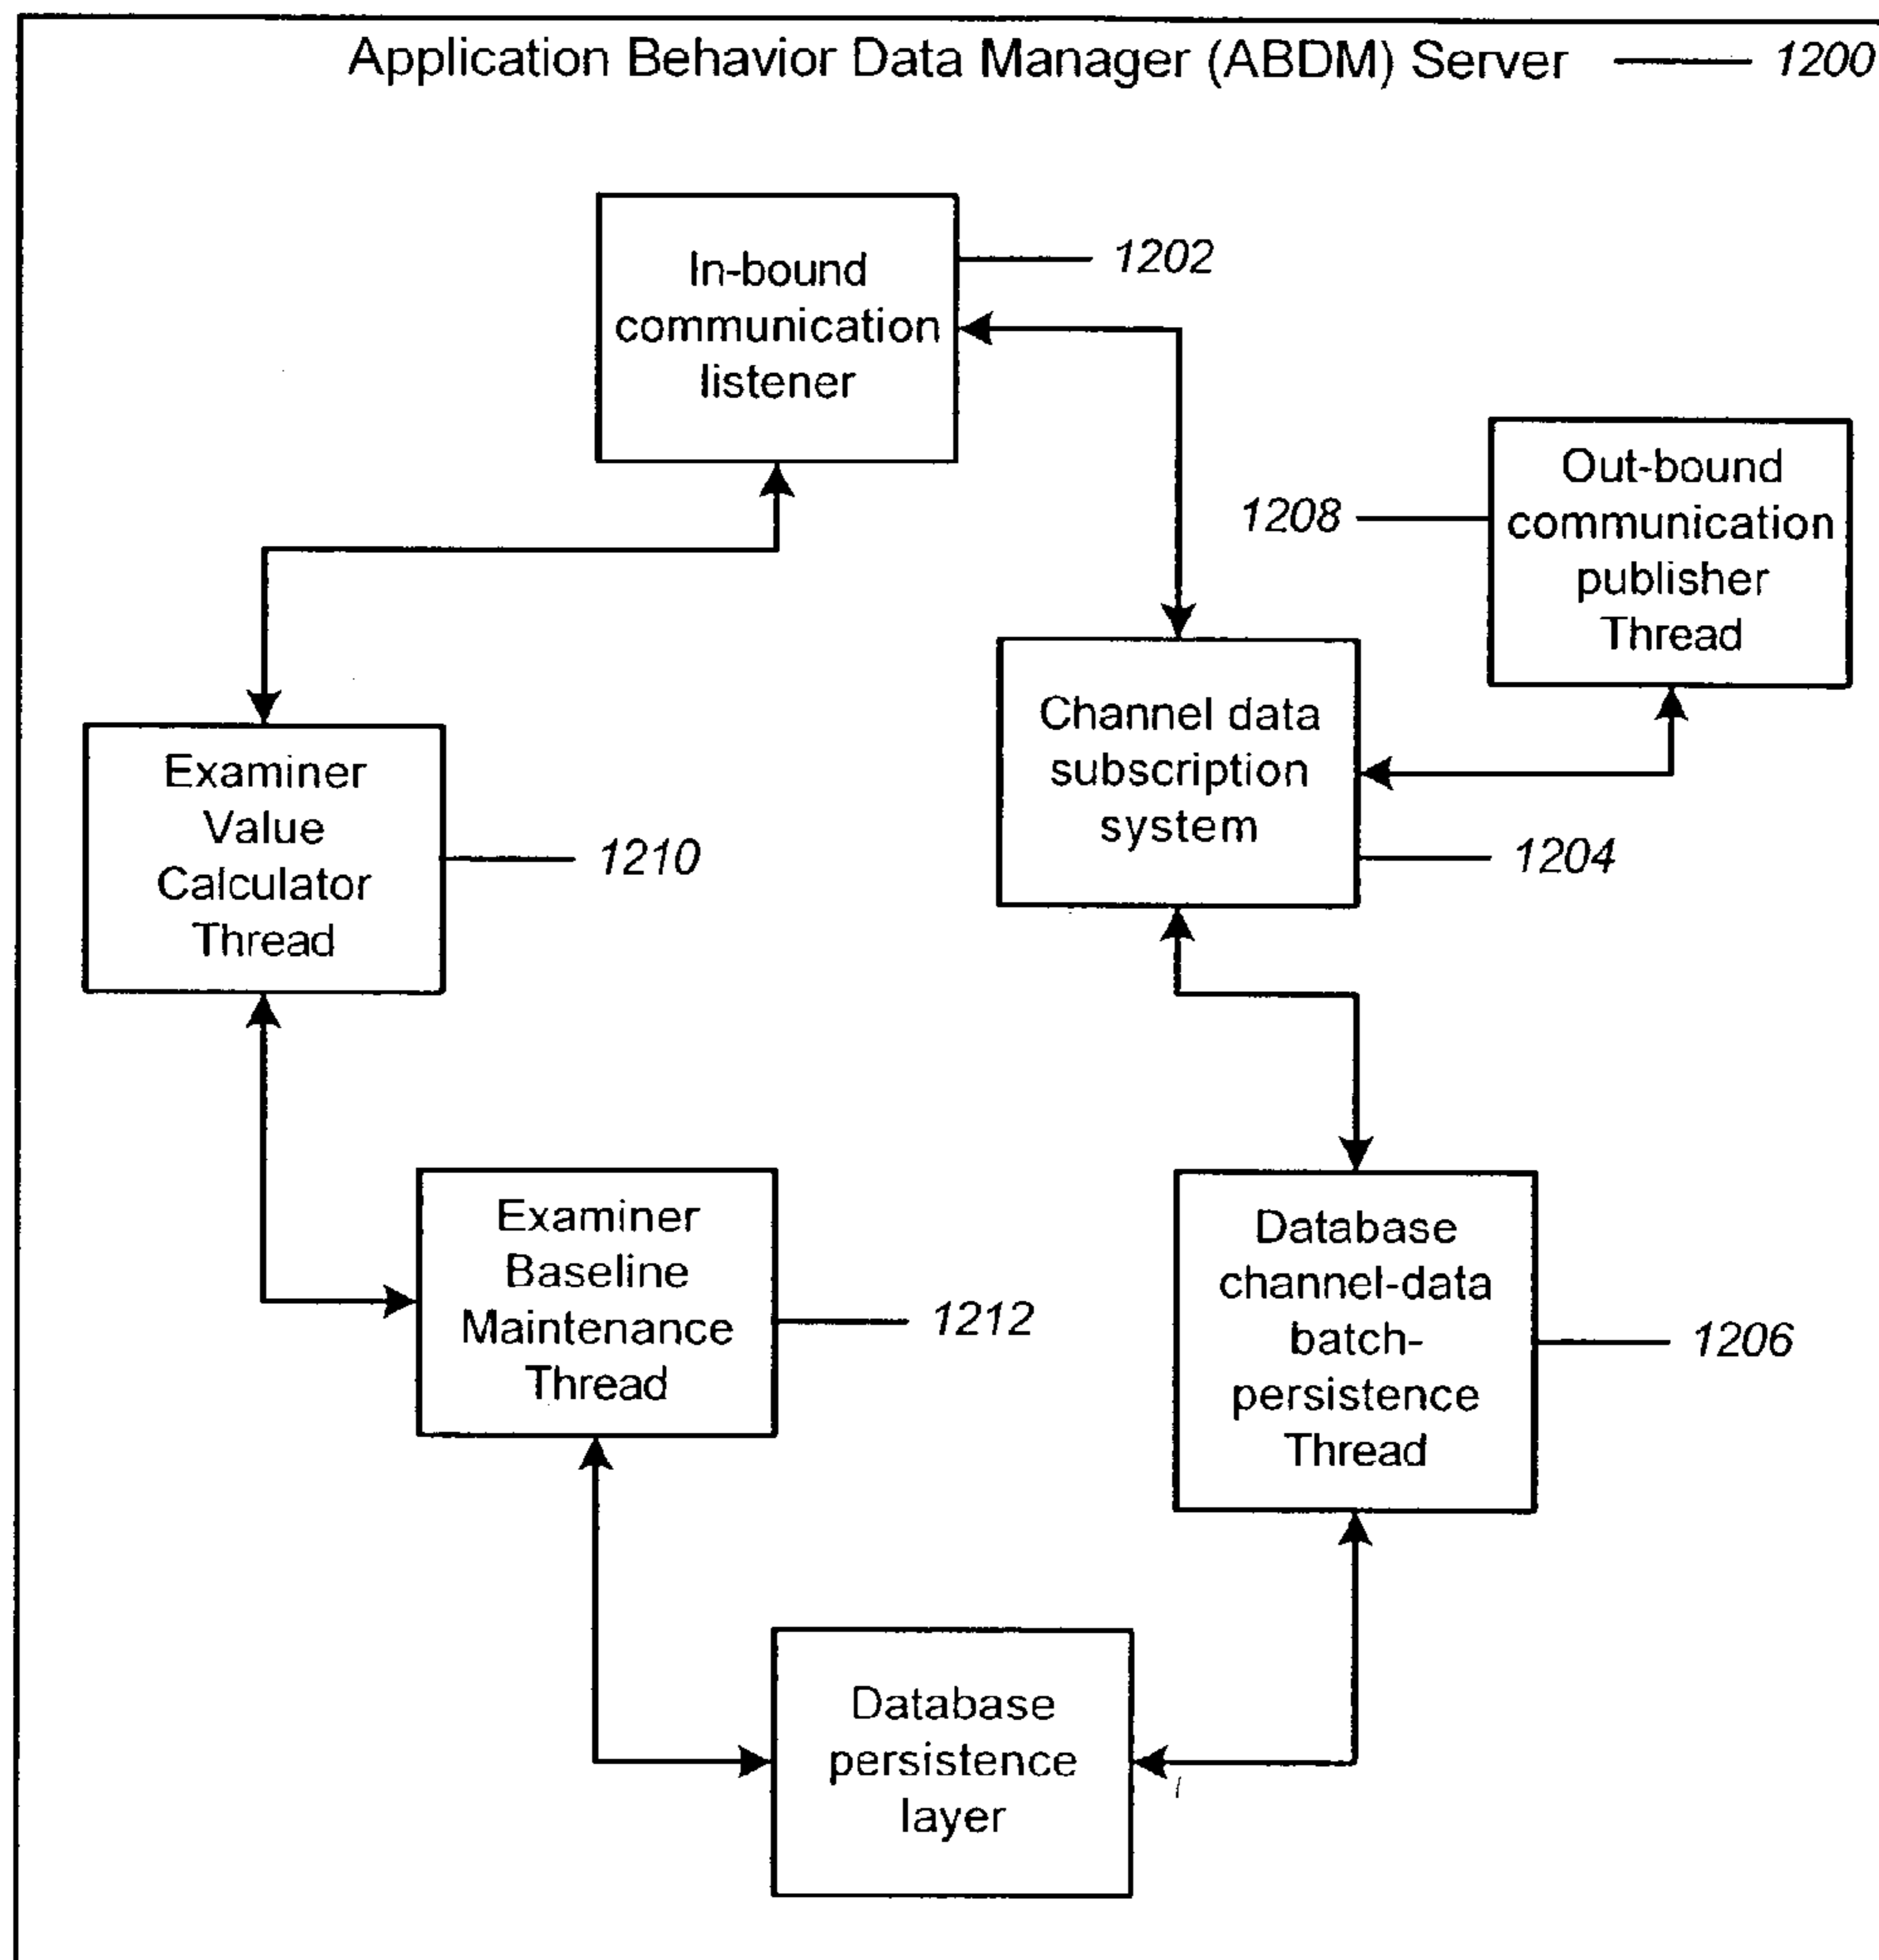 Application Behavior Data Manager (ABDM) Server 1200
In-bound
communication
listener
1202
Out-bound
communication
publisher
Thread
1208
Channel data
subscription
system
1204
Examiner
Value
Calculator
Thread
1210
Examiner
Baseline
Maintenance
Thread
1212
Database
channel-data
batch-
persistence
Thread
1206
Database
persistence
layer